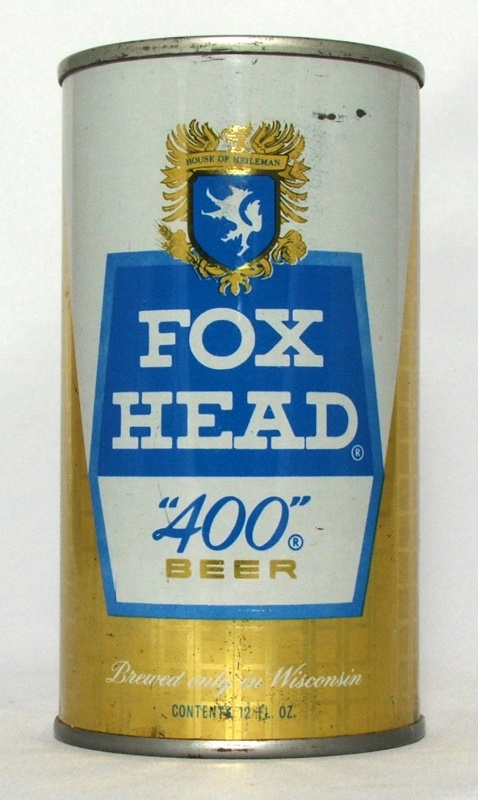 HOUSE OF HEILEMAN
FOX
HEAD®
"400"®
BEER
Brewed only in Wisconsin
CONTENTS 12 FL. OZ.